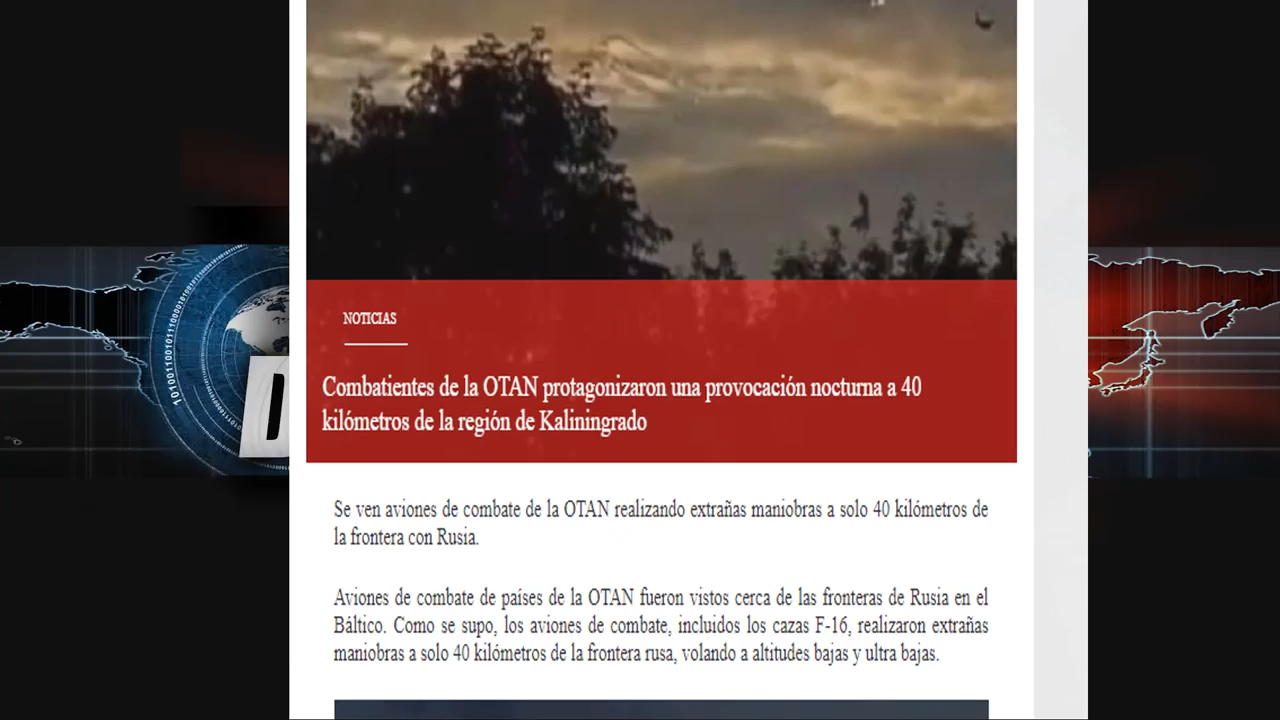 NOTICIAS
Combatientes de la OTAN protagonizaron una provocación nocturna a 40
kilómetros de la región de Kaliningrado
Se ven aviones de combate de la OTAN realizando extrañas maniobras a solo 40 kilómetros de
la frontera con Rusia.
Aviones de combate de países de la OTAN fueron vistos cerca de las fronteras de Rusia en el
Báltico. Como se supo, los aviones de combate, incluidos los cazas F-16, realizaron extrañas
maniobras a solo 40 kilómetros de la frontera rusa, volando a altitudes bajas y ultra bajas.
D